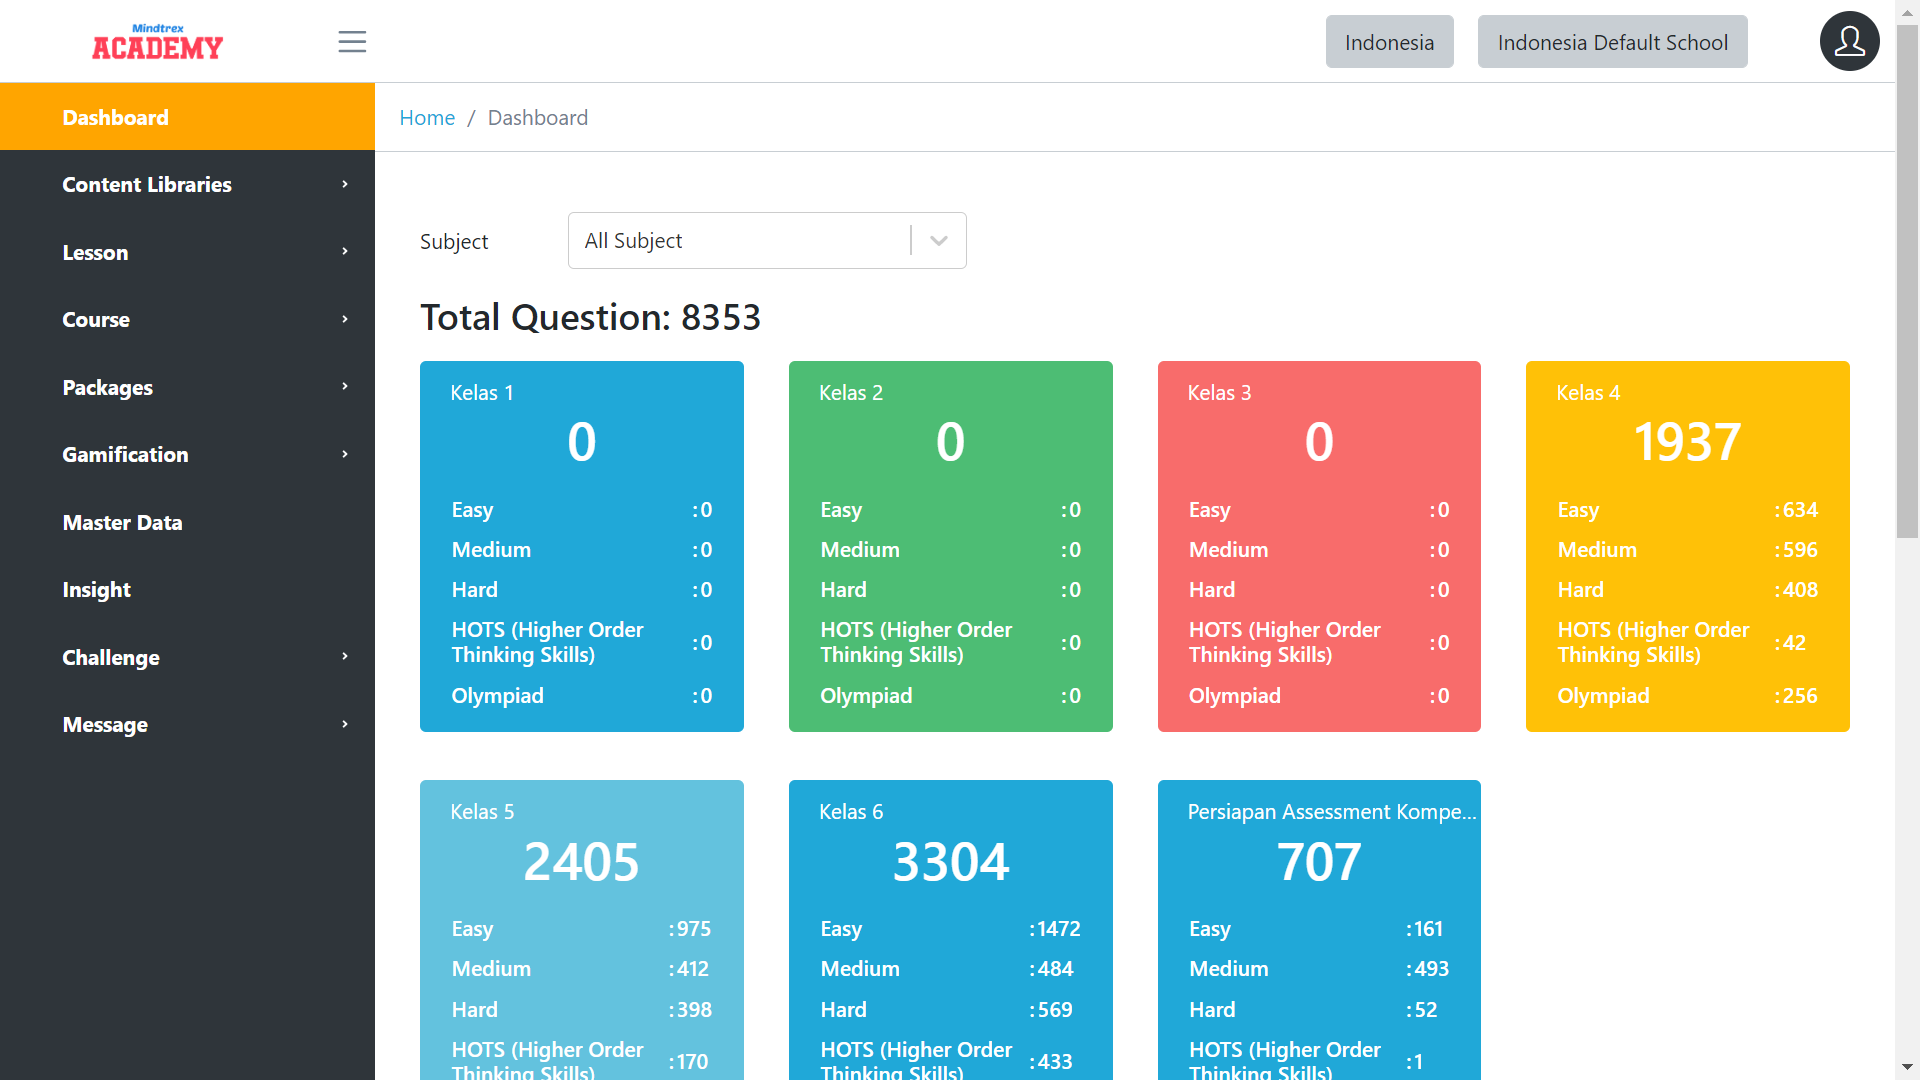 Mindtrex
ACADEMY
Indonesia
Indonesia Default School
Dashboard
Content Libraries
Lesson
Course
Packages
Gamification
Master Data
Insight
Challenge
Message
Home / Dashboard
Subject
All Subject
Total Question: 8353
Kelas 1
0
Easy :0
Medium :0
Hard :0
HOTS (Higher Order
Thinking Skills) :0
Olympiad :0
Kelas 2
0
Easy :0
Medium :0
Hard :0
HOTS (Higher Order
Thinking Skills) :0
Olympiad :0
Kelas 3
0
Easy :0
Medium :0
Hard :0
HOTS (Higher Order
Thinking Skills) :0
Olympiad :0
Kelas 4
1937
Easy :634
Medium :596
Hard :408
HOTS (Higher Order
Thinking Skills) :42
Olympiad :256
Kelas 5
2405
Easy :975
Medium :412
Hard :398
HOTS (Higher Order
Thinking Skills) :170
Kelas 6
3304
Easy :1472
Medium :484
Hard :569
HOTS (Higher Order
Thinking Skills) :433
Persiapan Assessment Kompe...
707
Easy :161
Medium :493
Hard :52
HOTS (Higher Order
Thinking Skills) :1